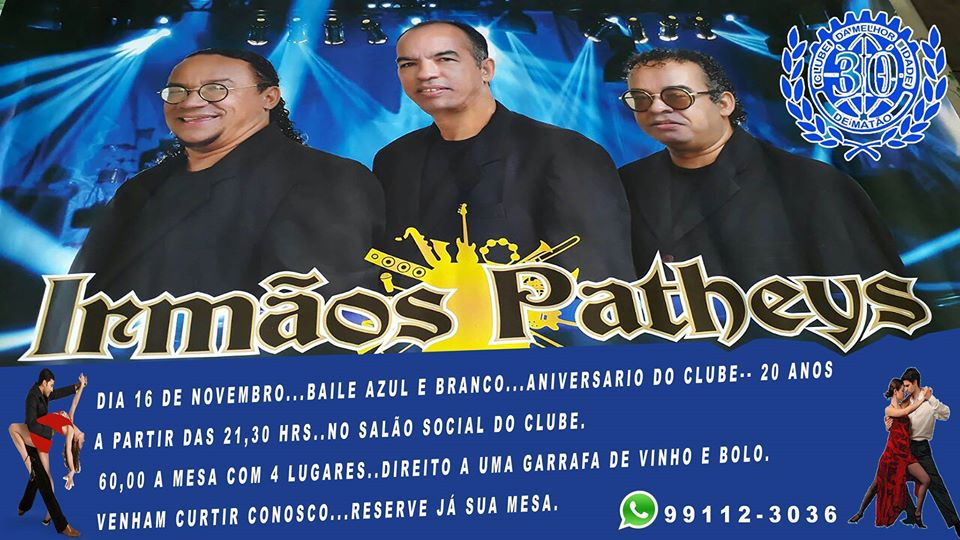 CLUBE DA MELHOR IDADE
30
DE MATÃO
Irmãos Patheys
DIA 16 DE NOVEMBRO...BAILE AZUL E BRANCO...ANIVERSARIO DO CLUBE-- 20 ANOS
A PARTIR DAS 21,30 HRS..NO SALÃO SOCIAL DO CLUBE.
60,00 A MESA COM 4 LUGARES..DIREITO A UMA GARRAFA DE VINHO E BOLO.
VENHAM CURTIR CONOSCO...RESERVE JÁ SUA MESA.
99112-3036